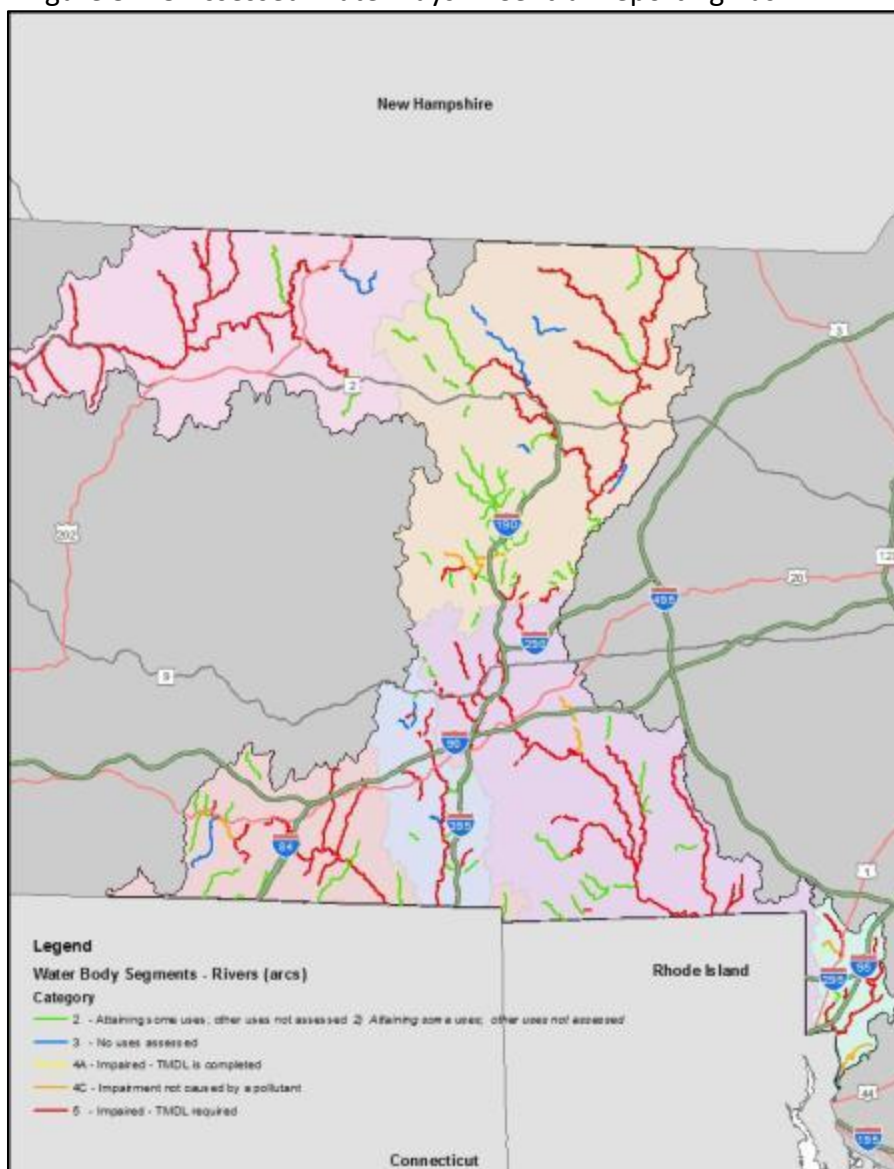 New Hampshire
2
3
202
190
495
20
290
9
90
395
84
1
295
95
44
195
Rhode Island
Connecticut
Legend
Water Body Segments - Rivers (arcs)
Category
2 - Attaining some uses; other uses not assessed 2) Attaining some uses; other uses not assessed
3 - No uses assessed
4A - Impaired - TMDL is completed
4C - Impairment not caused by a pollutant
5 - Impaired - TMDL required